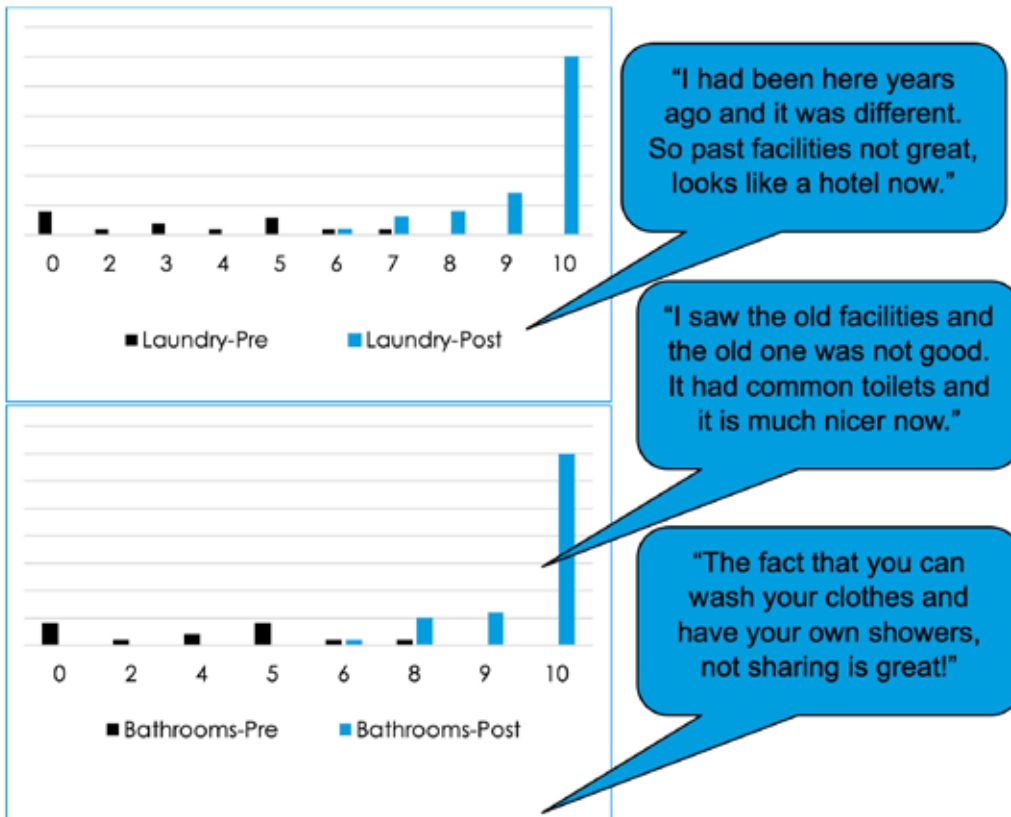 0 2 3 4 5 6 7 8 9 10
Laundry-Pre Laundry-Post
“I had been here years
ago and it was different.
So past facilities not great,
looks like a hotel now.”
“I saw the old facilities and
the old one was not good.
It had common toilets and
it is much nicer now.”
0 2 4 5 6 8 9 10
Bathrooms-Pre Bathrooms-Post
“The fact that you can
wash your clothes and
have your own showers,
not sharing is great!”